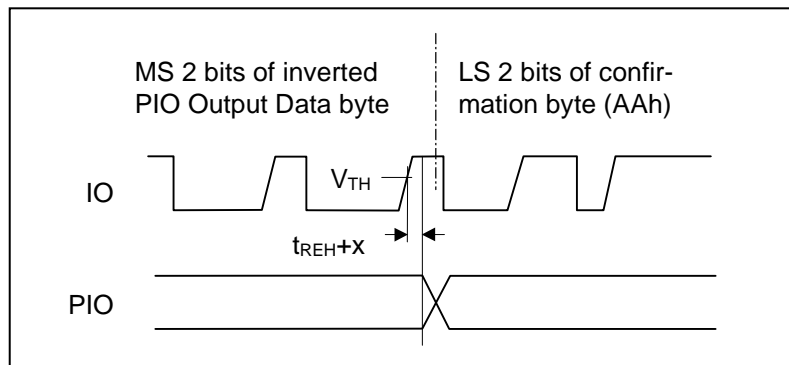 MS 2 bits of inverted
PIO Output Data byte
LS 2 bits of confir-
mation byte (AAh)
VTH
IO
tREH+x
PIO